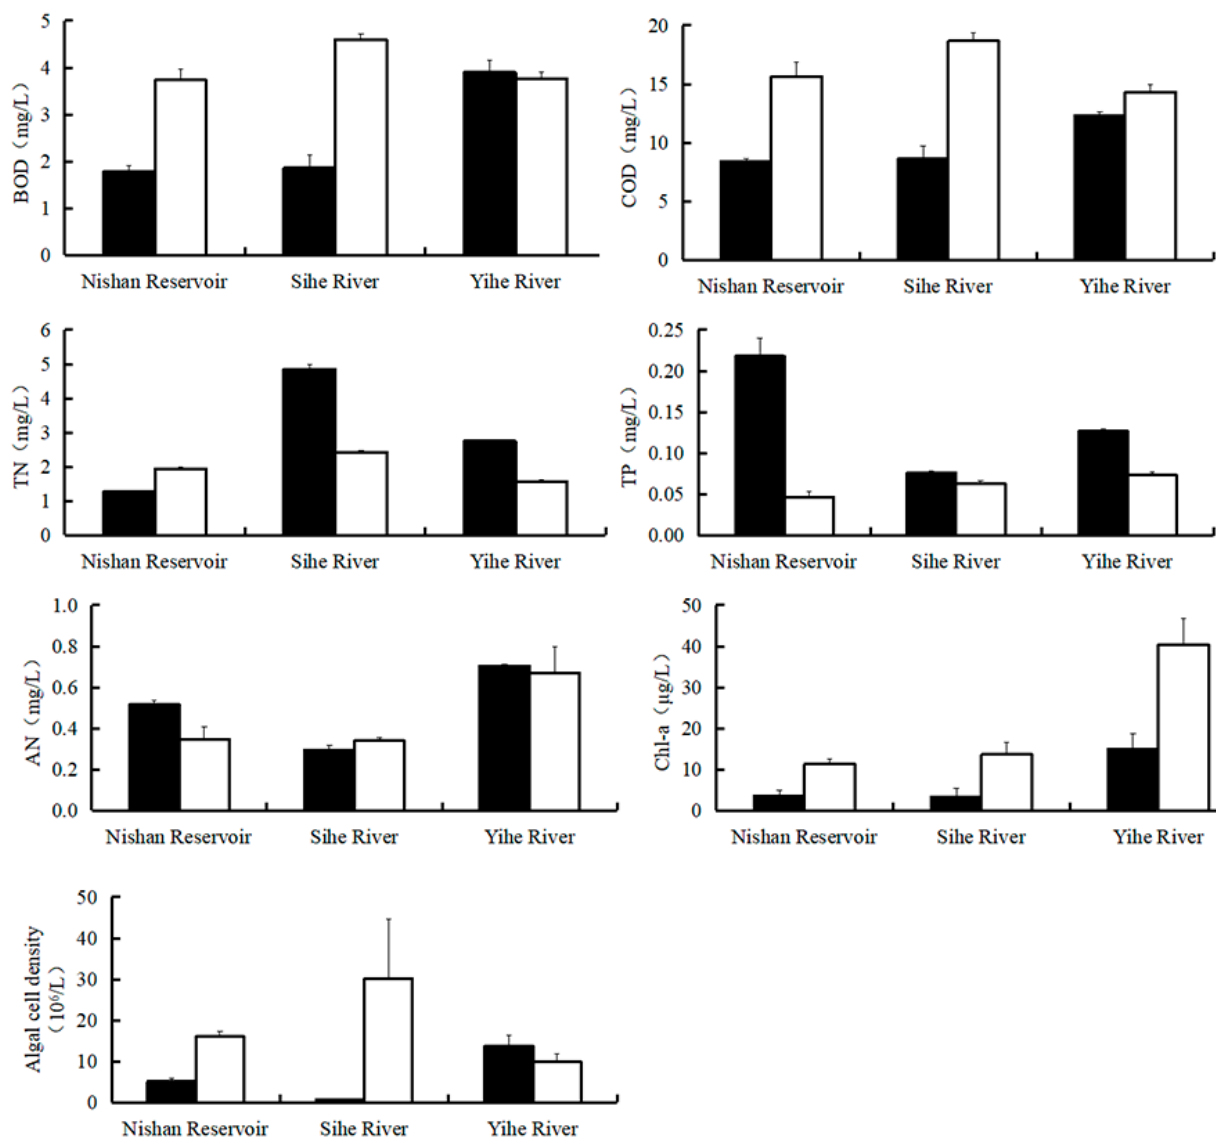 BOD（mg/L）
5
4
3
2
1
0
Nishan Reservoir Sihe River Yihe River
COD（mg/L）
20
15
10
5
0
Nishan Reservoir Sihe River Yihe River
TN（mg/L）
6
5
4
3
2
1
0
Nishan Reservoir Sihe River Yihe River
TP（mg/L）
0.25
0.20
0.15
0.10
0.05
0.00
Nishan Reservoir Sihe River Yihe River
AN（mg/L）
1.0
0.8
0.6
0.4
0.2
0.0
Nishan Reservoir Sihe River Yihe River
Chl-a（μg/L）
50
40
30
20
10
0
Nishan Reservoir Sihe River Yihe River
Algal cell density
（10⁶/L）
50
40
30
20
10
0
Nishan Reservoir Sihe River Yihe River